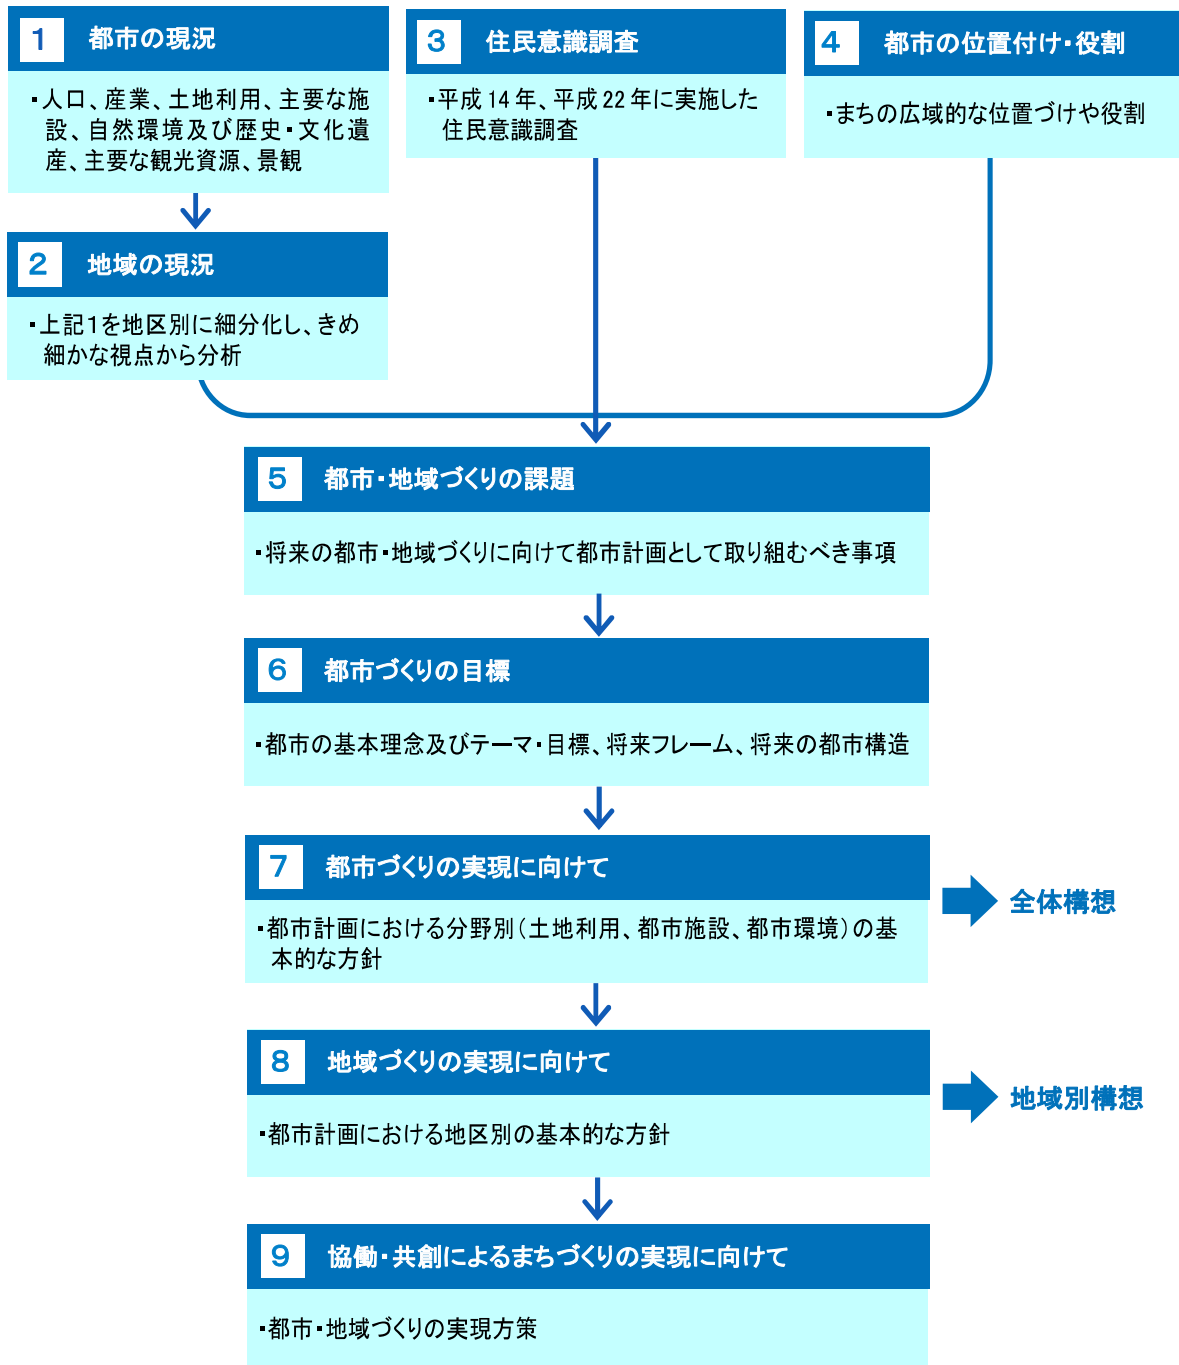 1 都市の現況
・人口、産業、土地利用、主要な施
設、自然環境及び歴史・文化遺
産、主要な観光資源、景観
2 地域の現況
・上記1を地区別に細分化し、きめ
細かな視点から分析
3 住民意識調査
・平成14年、平成22年に実施した
住民意識調査
4 都市の位置付け・役割
・まちの広域的な位置づけや役割
5 都市・地域づくりの課題
・将来の都市・地域づくりに向けて都市計画として取り組むべき事項
6 都市づくりの目標
・都市の基本理念及びテーマ・目標、将来フレーム、将来の都市構造
7 都市づくりの実現に向けて
・都市計画における分野別(土地利用、都市施設、都市環境)の基
本的な方針
全体構想
8 地域づくりの実現に向けて
・都市計画における地区別の基本的な方針
地域別構想
9 協働・共創によるまちづくりの実現に向けて
・都市・地域づくりの実現方策